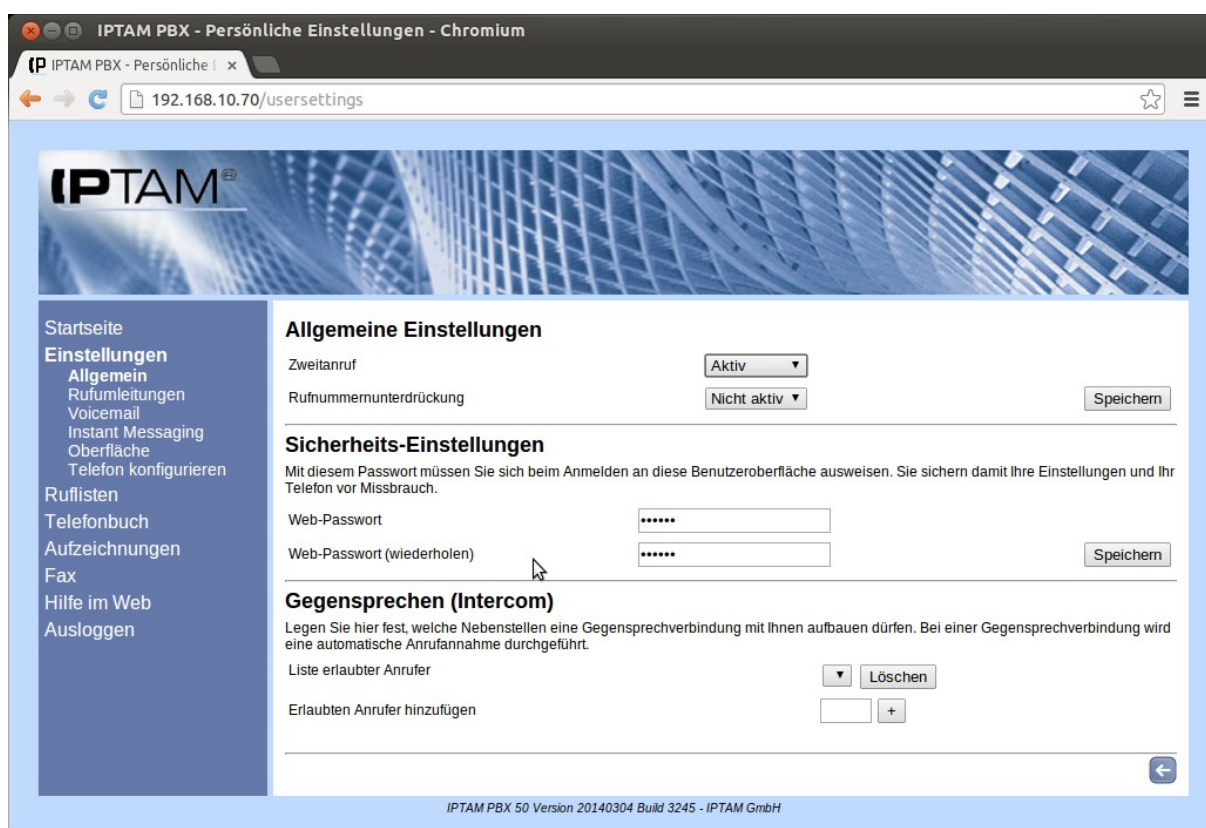 IPTAM PBX - Persönliche Einstellungen - Chromium
IPTAM PBX - Persönliche
192.168.10.70/usersettings
IPTAM®
Startseite
Einstellungen
Allgemein
Rufumleitungen
Voicemail
Instant Messaging
Oberfläche
Telefon konfigurieren
Ruflisten
Telefonbuch
Aufzeichnungen
Fax
Hilfe im Web
Ausloggen
Allgemeine Einstellungen
Zweitanruf Aktiv
Rufnummernunterdrückung Nicht aktiv Speichern
Sicherheits-Einstellungen
Mit diesem Passwort müssen Sie sich beim Anmelden an diese Benutzeroberfläche ausweisen. Sie sichern damit Ihre Einstellungen und Ihr
Telefon vor Missbrauch.
Web-Passwort ••••••
Web-Passwort (wiederholen) •••••• Speichern
Gegensprechen (Intercom)
Legen Sie hier fest, welche Nebenstellen eine Gegensprechverbindung mit Ihnen aufbauen dürfen. Bei einer Gegensprechverbindung wird
eine automatische Anrufannahme durchgeführt.
Liste erlaubter Anrufer Löschen
Erlaubten Anrufer hinzufügen +
IPTAM PBX 50 Version 20140304 Build 3245 - IPTAM GmbH